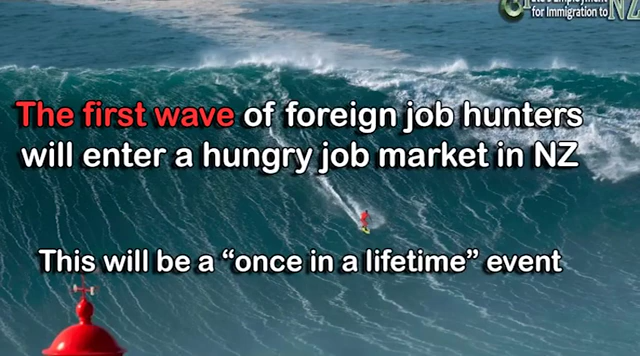 for Immigration to NZ
The first wave of foreign job hunters
will enter a hungry job market in NZ
This will be a “once in a lifetime” event